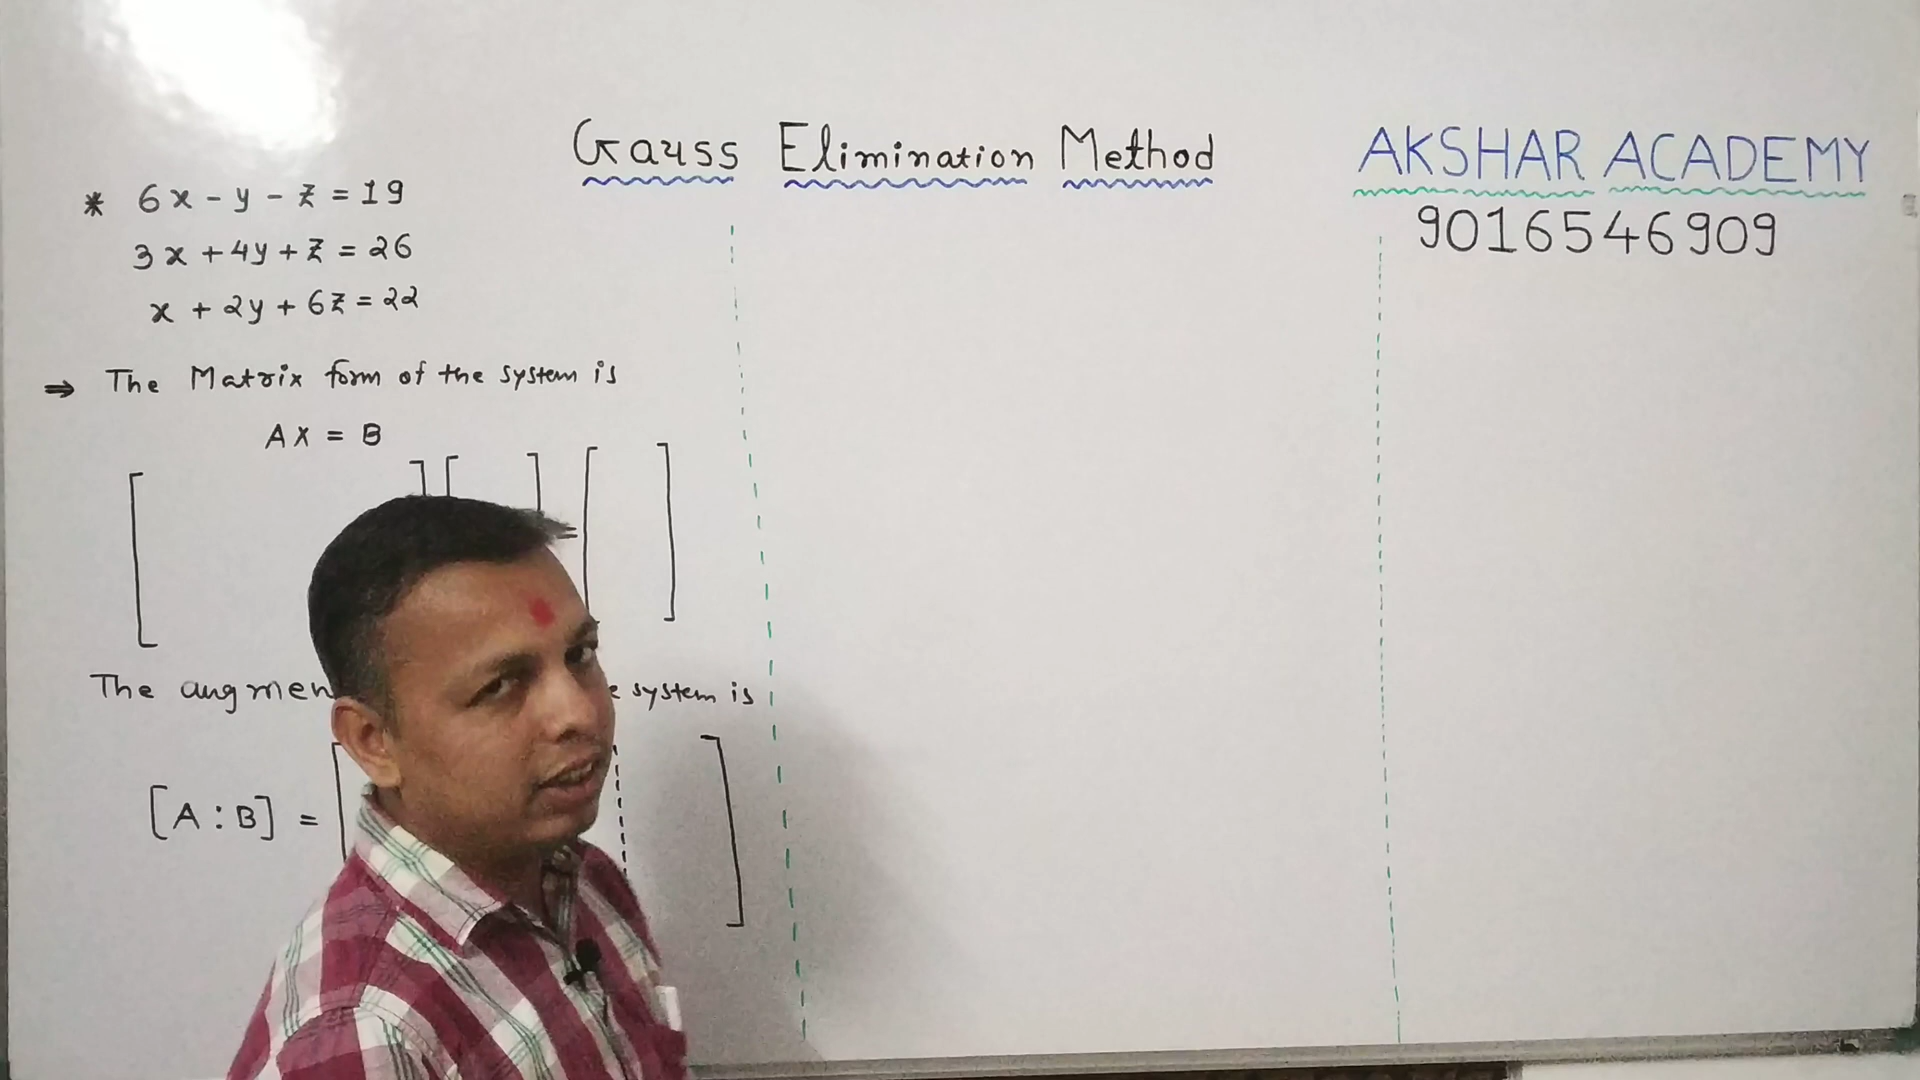 Gauss Elimination Method
AKSHAR ACADEMY
9016546909
* 6x - y - z = 19
3x + 4y + z = 26
x + 2y + 6z = 22
⇒ The Matrix form of the system is
AX = B
[ ] [ ] = [ ]
The system is
[A : B] = [ ]